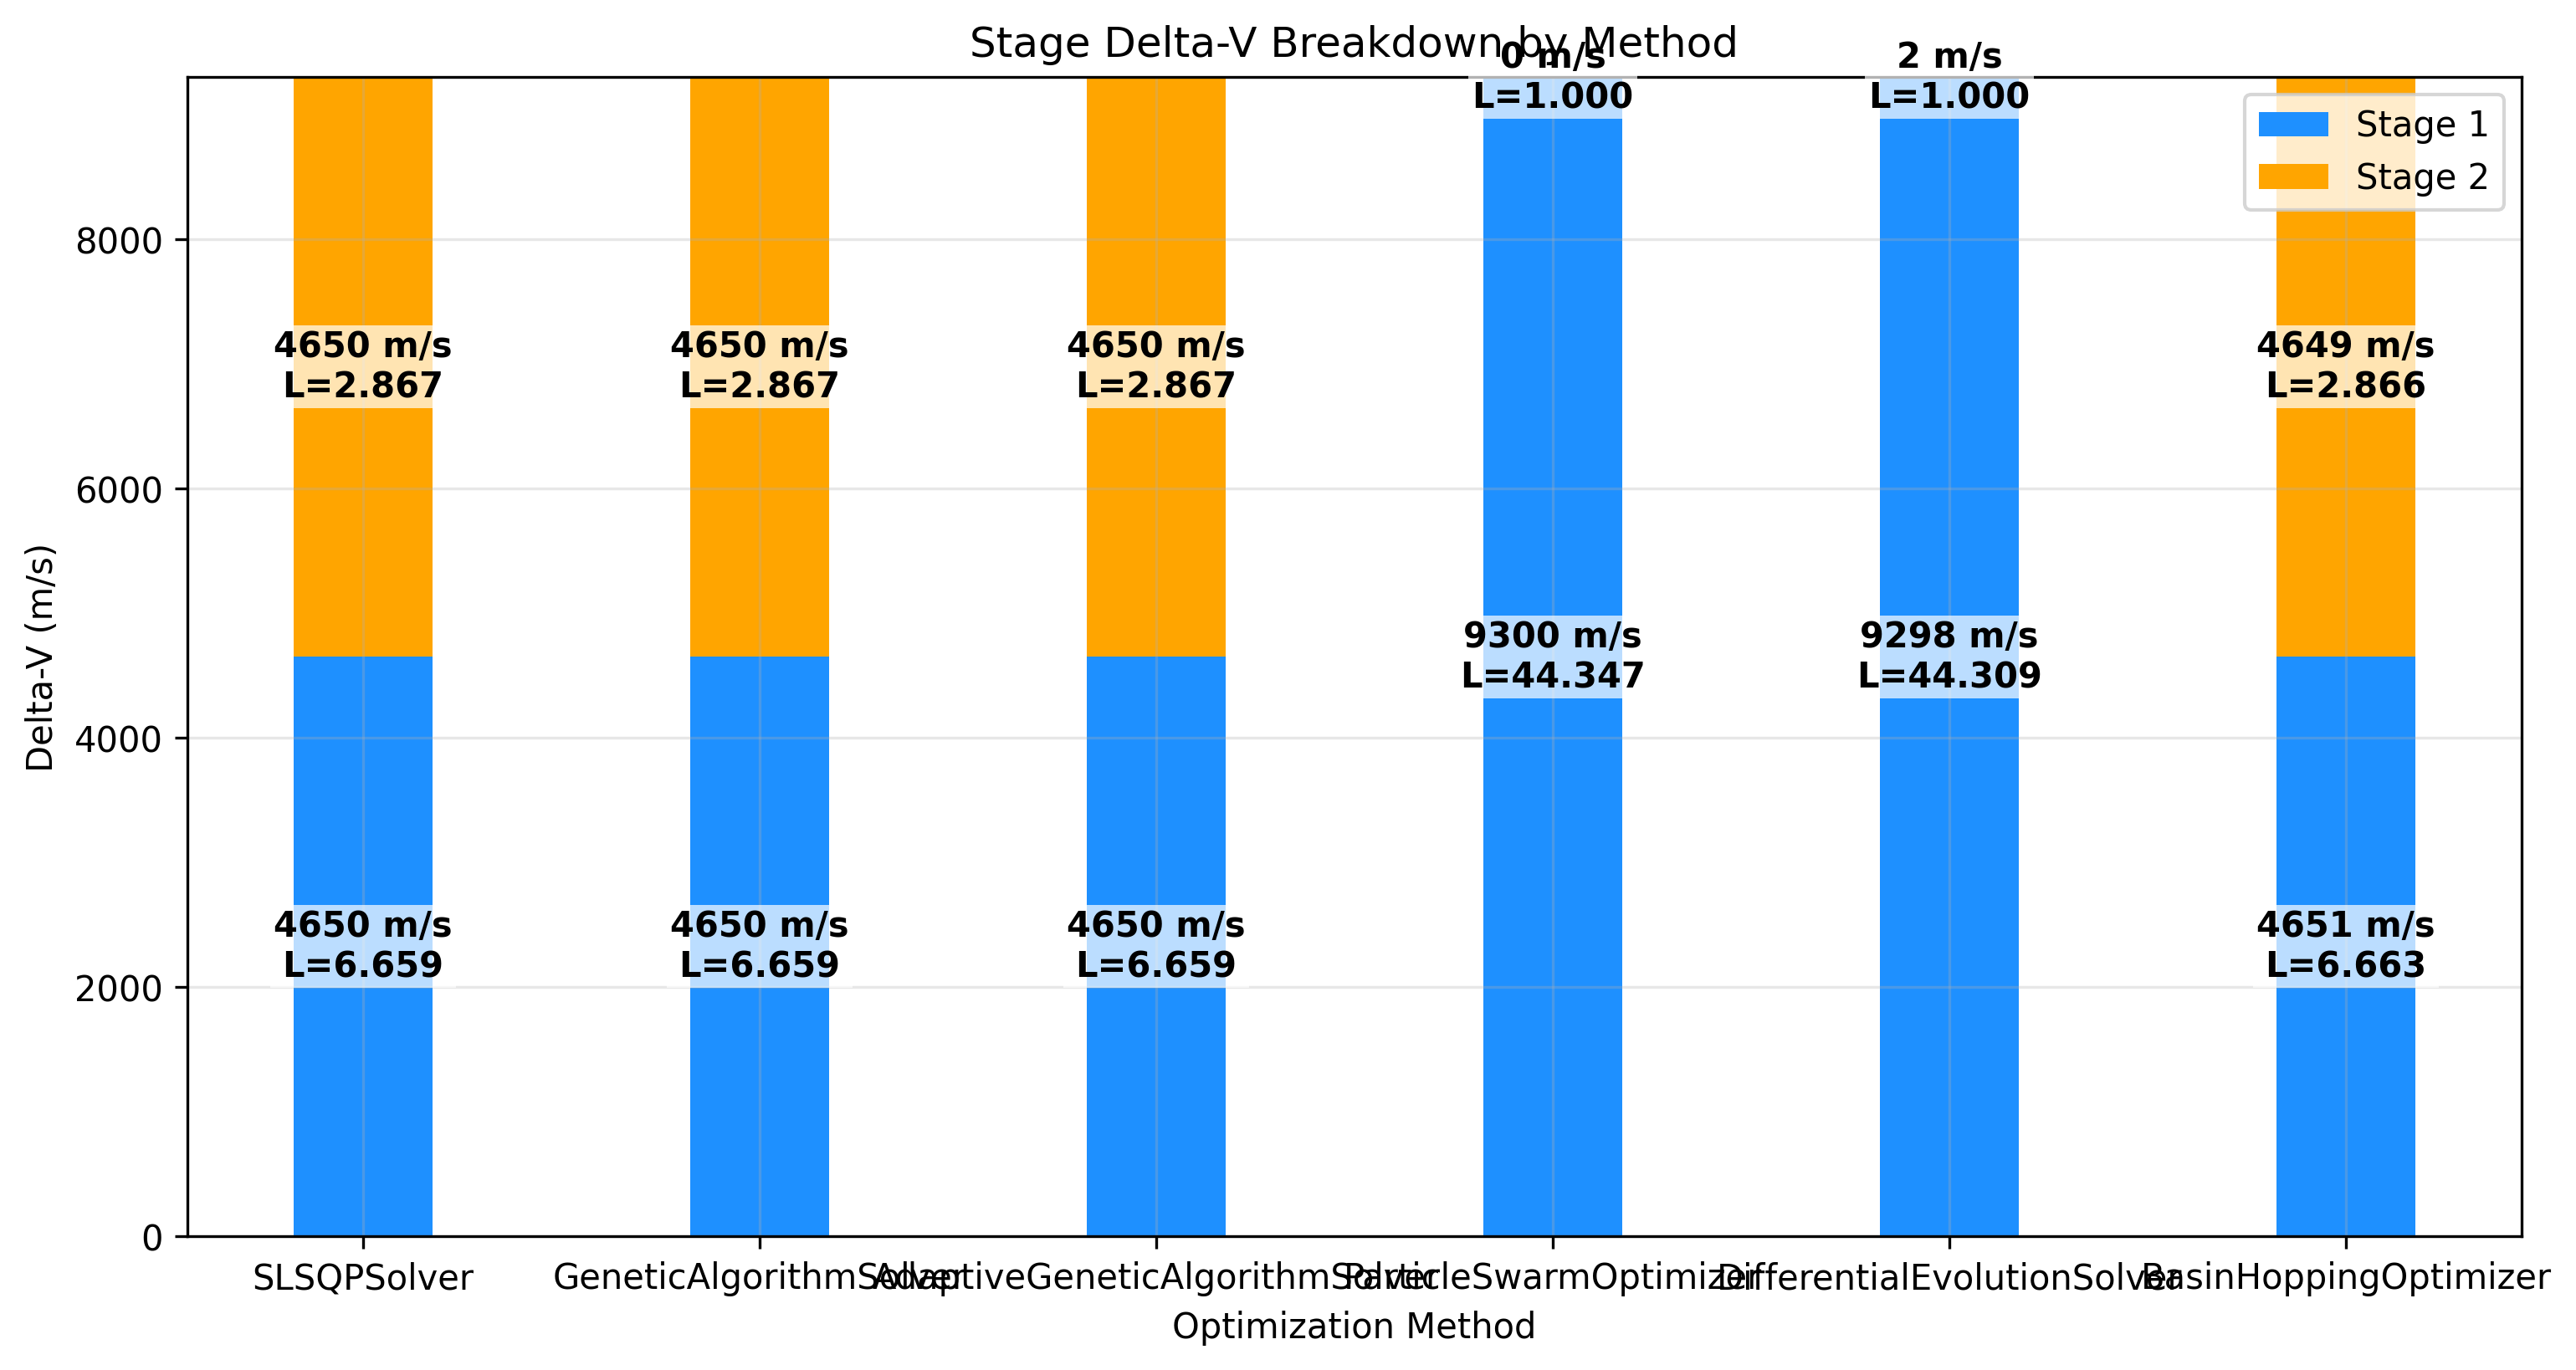 Stage Delta-V Breakdown by Method
0 m/s
L=1.000
2 m/s
L=1.000
Stage 1
Stage 2
Delta-V (m/s)
8000
6000
4000
2000
0
4650 m/s
L=2.867
4650 m/s
L=2.867
4650 m/s
L=2.867
4649 m/s
L=2.866
9300 m/s
L=44.347
9298 m/s
L=44.309
4650 m/s
L=6.659
4650 m/s
L=6.659
4650 m/s
L=6.659
4651 m/s
L=6.663
SLSQPSolver
GeneticAlgorithmSolver
AdaptiveGeneticAlgorithmSolver
ParticleSwarmOptimizer
DifferentialEvolutionSolver
BasinHoppingOptimizer
Optimization Method